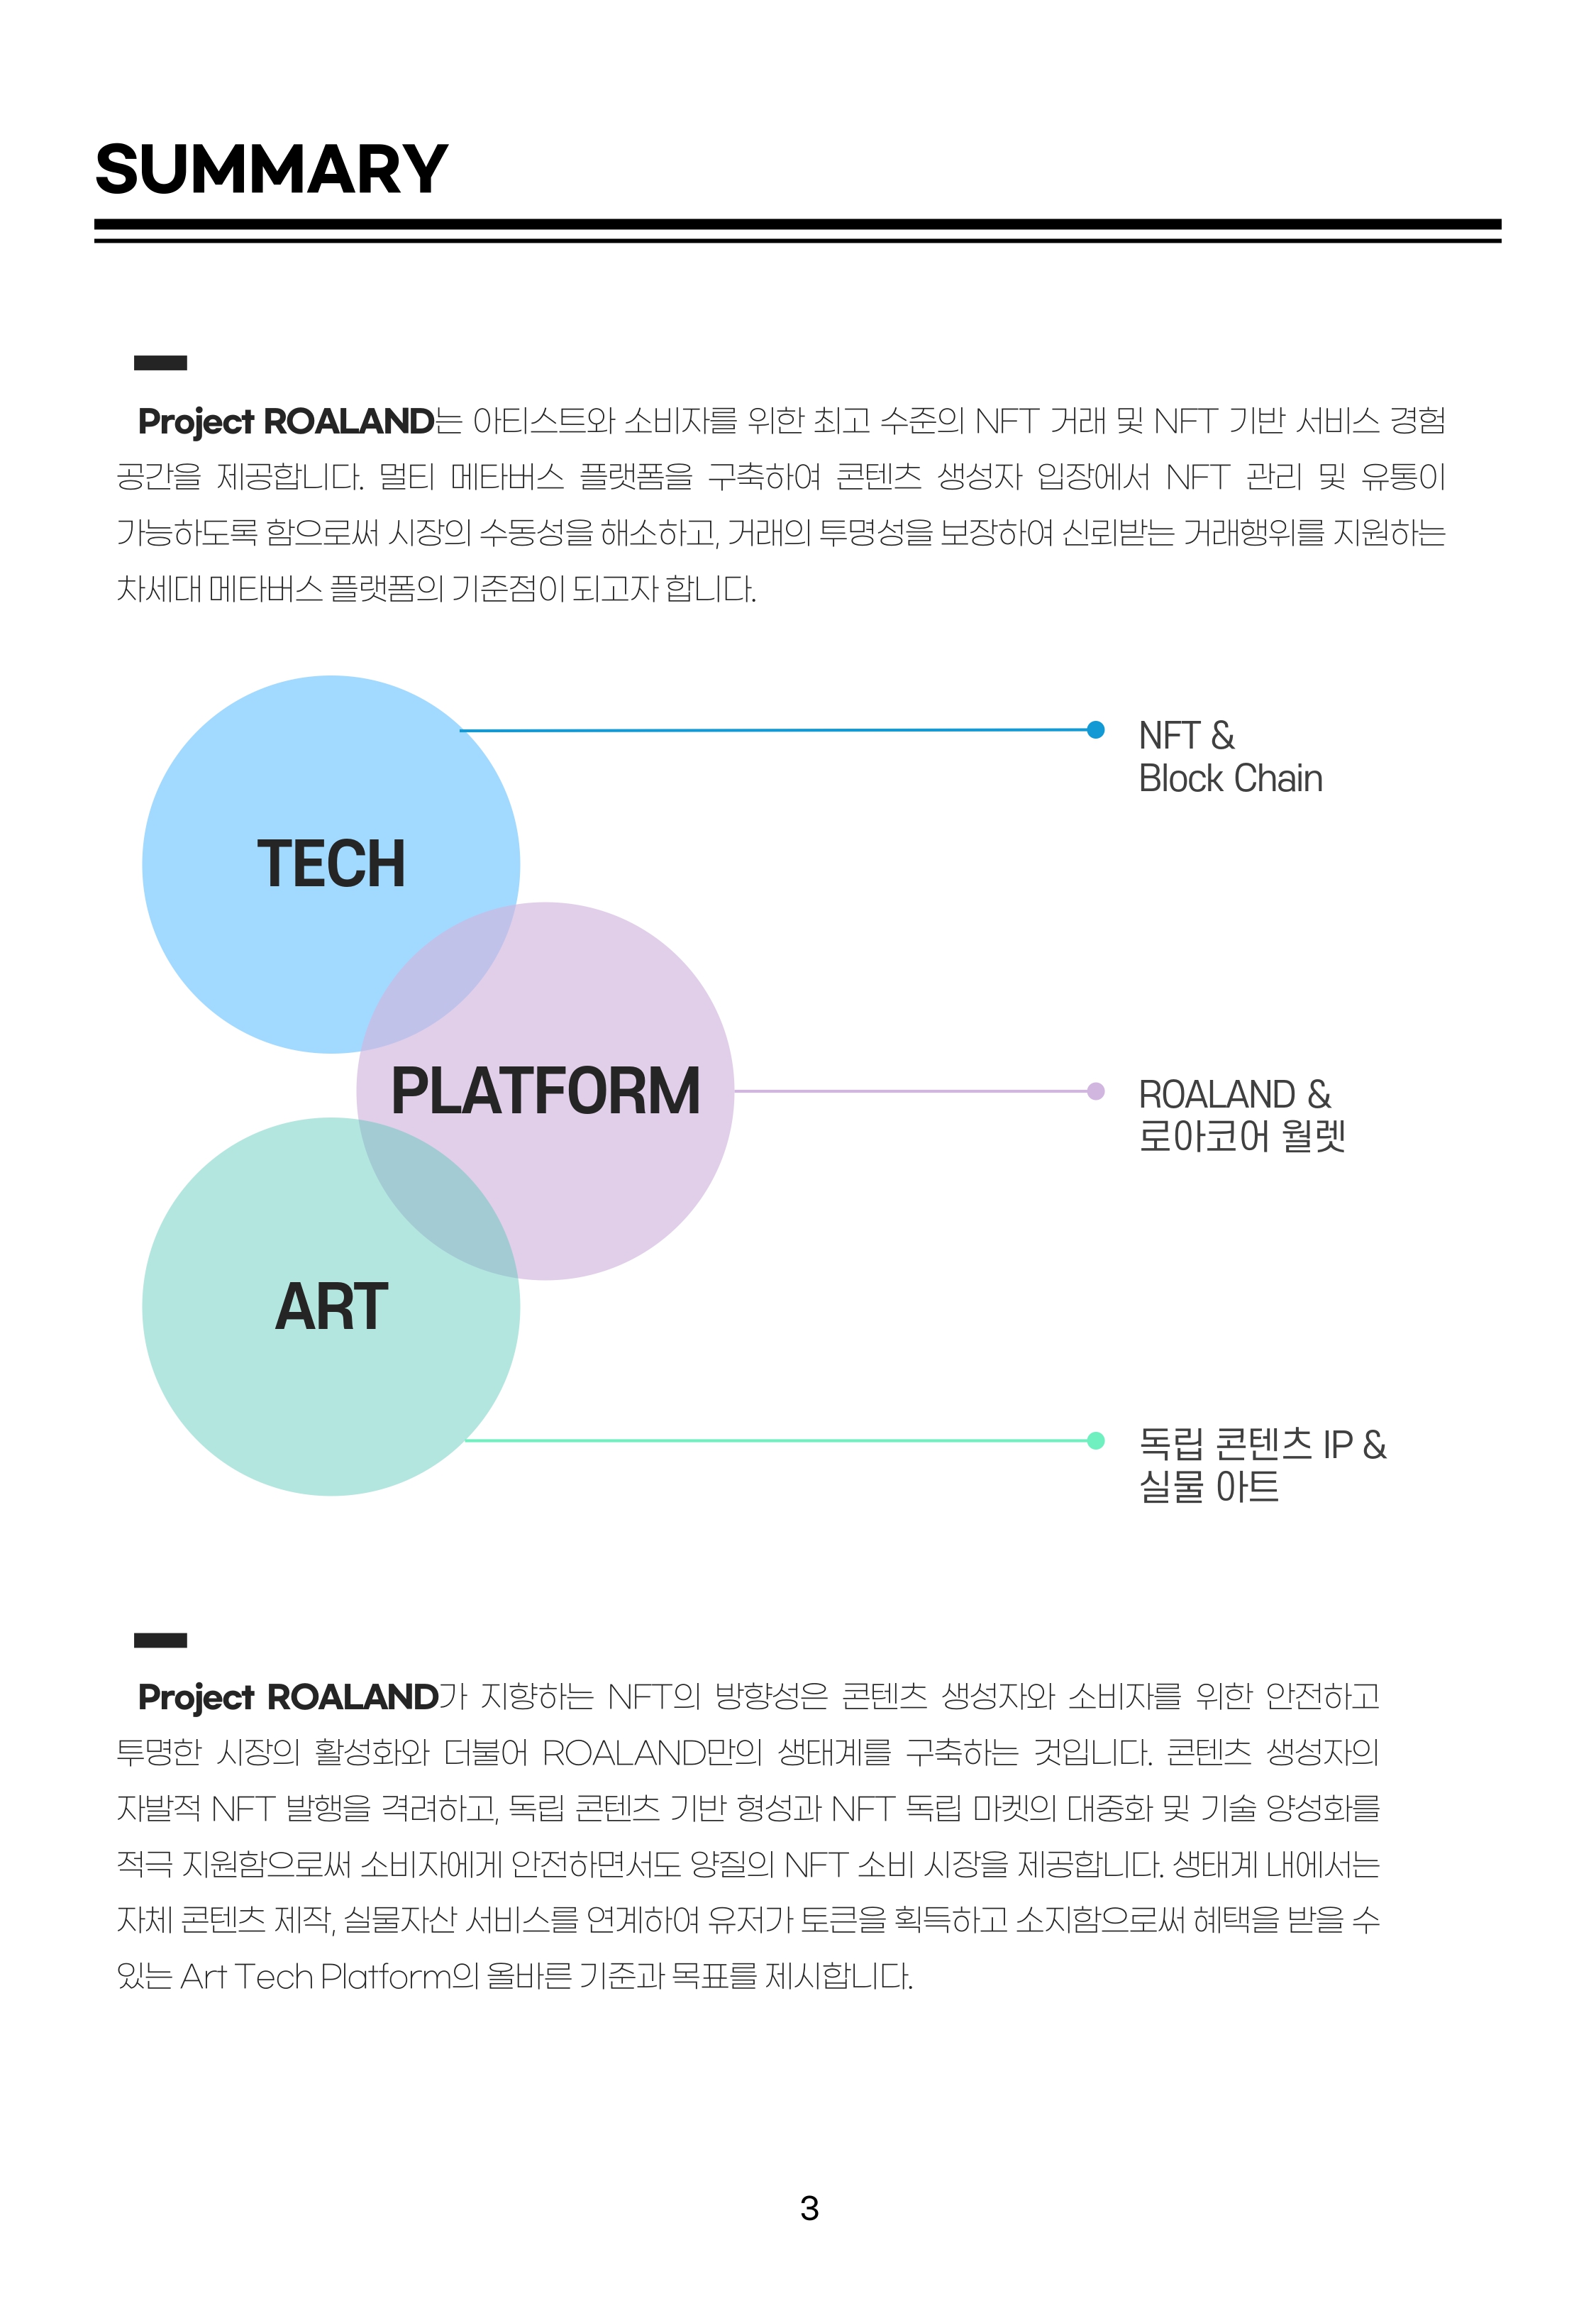 SUMMARY
Project ROALAND는 아티스트와 소비자를 위한 최고 수준의 NFT 거래 및 NFT 기반 서비스 경험
공간을 제공합니다. 멀티 메타버스 플랫폼을 구축하여 콘텐츠 생성자 입장에서 NFT 관리 및 유통이
가능하도록 함으로써 시장의 수동성을 해소하고, 거래의 투명성을 보장하여 신뢰받는 거래행위를 지원하는
차세대 메타버스 플랫폼의 기준점이 되고자 합니다.
NFT &
Block Chain
TECH
PLATFORM
ROALAND &
로아코어 월렛
ART
독립 콘텐츠 IP &
실물 아트
Project ROALAND가 지향하는 NFT의 방향성은 콘텐츠 생성자와 소비자를 위한 안전하고
투명한 시장의 활성화와 더불어 ROALAND만의 생태계를 구축하는 것입니다. 콘텐츠 생성자의
자발적 NFT 발행을 격려하고, 독립 콘텐츠 기반 형성과 NFT 독립 마켓의 대중화 및 기술 양성화를
적극 지원함으로써 소비자에게 안전하면서도 양질의 NFT 소비 시장을 제공합니다. 생태계 내에서는
자체 콘텐츠 제작, 실물자산 서비스를 연계하여 유저가 토큰을 획득하고 소지함으로써 혜택을 받을 수
있는 Art Tech Platform의 올바른 기준과 목표를 제시합니다.
3